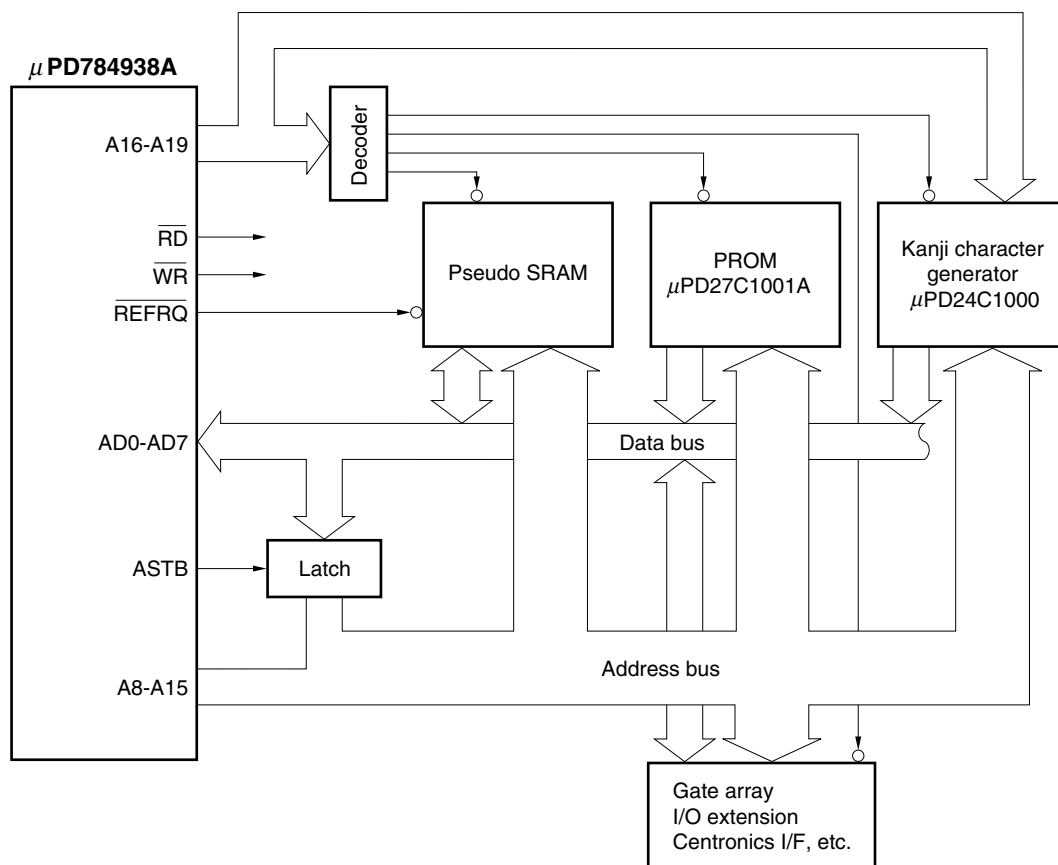 μ PD784938A
A16-A19
Decoder
RD
WR
REFRQ
Pseudo SRAM
PROM
μPD27C1001A
Kanji character
generator
μPD24C1000
AD0-AD7
Data bus
ASTB
Latch
A8-A15
Address bus
Gate array
I/O extension
Centronics I/F, etc.